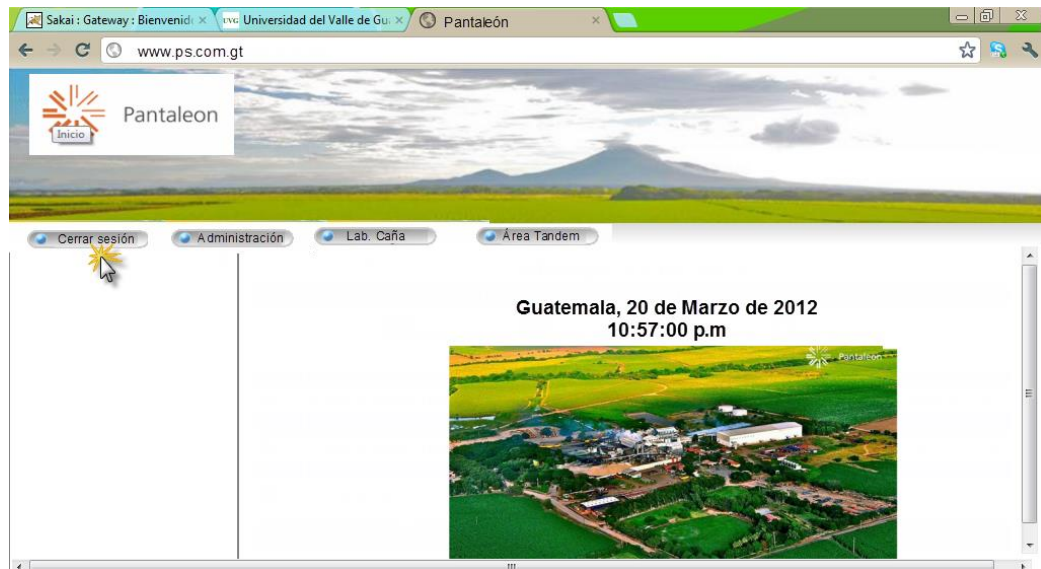 Sakai : Gateway : Bienvenid
UVG Universidad del Valle de Gu
Pantaleón
www.ps.com.gt
Pantaleon
Inicio
Cerrar sesión
Administración
Lab. Caña
Área Tandem
Guatemala, 20 de Marzo de 2012
10:57:00 p.m
Pantaleon